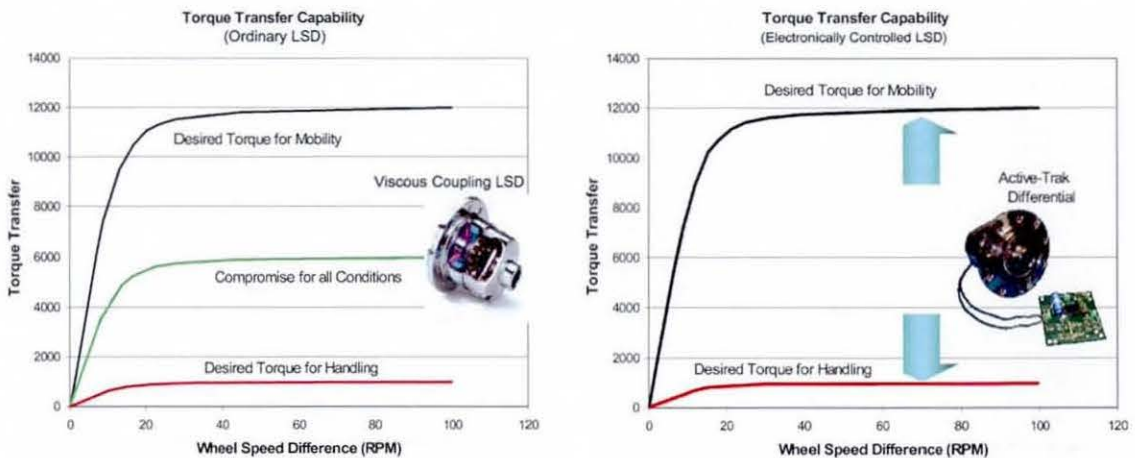 Torque Transfer Capability
(Ordinary LSD)
Torque Transfer
14000
12000
10000
8000
6000
4000
2000
0
Desired Torque for Mobility
Viscous Coupling LSD
Compromise for all Conditions
Desired Torque for Handling
0 20 40 60 80 100 120
Wheel Speed Difference (RPM)
Torque Transfer Capability
(Electronically Controlled LSD)
Torque Transfer
14000
12000
10000
8000
6000
4000
2000
0
Desired Torque for Mobility
Active-Trak
Differential
Desired Torque for Handling
0 20 40 60 80 100 120
Wheel Speed Difference (RPM)